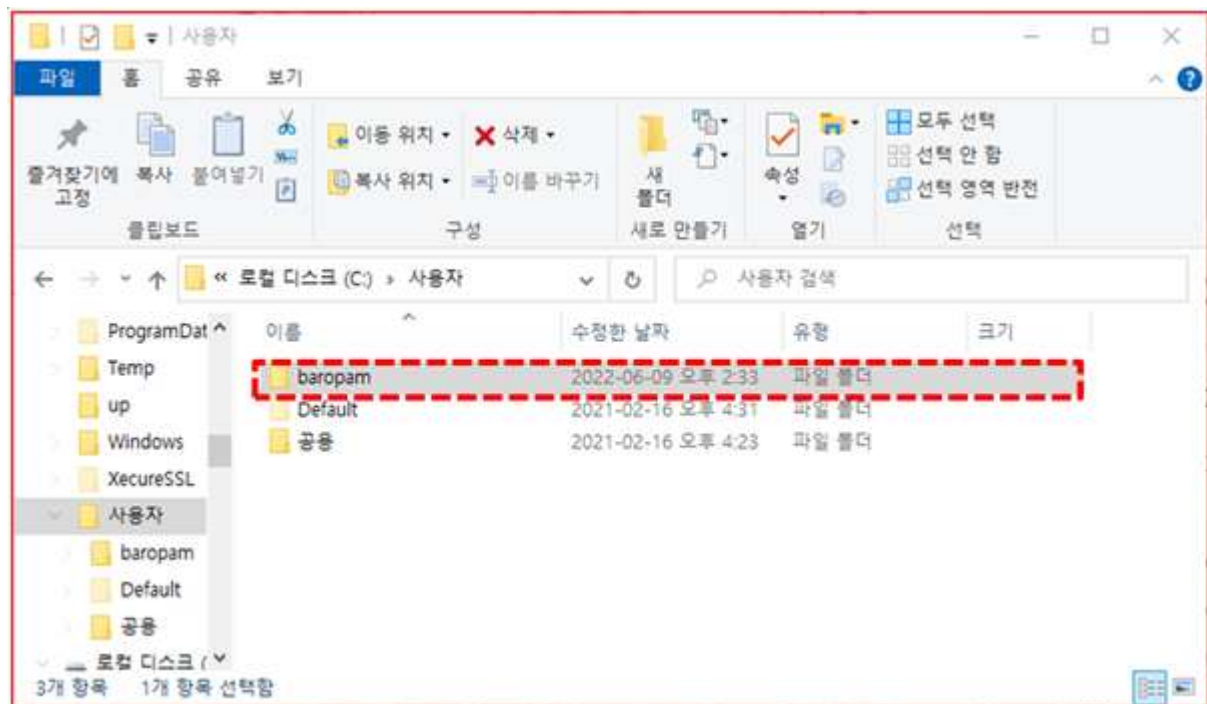 사용자
파일 홈 공유 보기
즐겨찾기에
고정
복사
붙여넣기
클립보드
이동 위치
복사 위치
삭제
이름 바꾸기
구성
새
폴더
새로 만들기
속성
열기
모두 선택
선택 안 함
선택 영역 반전
선택
« 로컬 디스크 (C:) › 사용자
사용자 검색
ProgramDat
Temp
up
Windows
XecureSSL
사용자
baropam
Default
공용
로컬 디스크 (
이름 수정한 날짜 유형 크기
baropam 2022-06-09 오후 2:33 파일 폴더
Default 2021-02-16 오후 4:31 파일 폴더
공용 2021-02-16 오후 4:23 파일 폴더
3개 항목 1개 항목 선택함